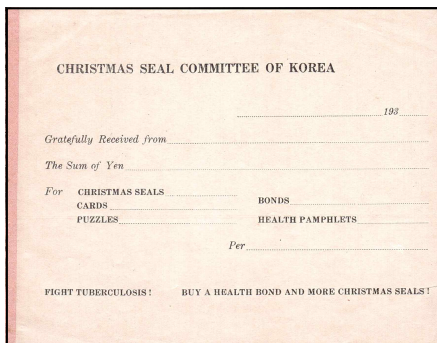 CHRISTMAS SEAL COMMITTEE OF KOREA
193
Gratefully Received from
The Sum of Yen
For CHRISTMAS SEALS
CARDS BONDS
PUZZLES HEALTH PAMPHLETS
Per
FIGHT TUBERCULOSIS! BUY A HEALTH BOND AND MORE CHRISTMAS SEALS!